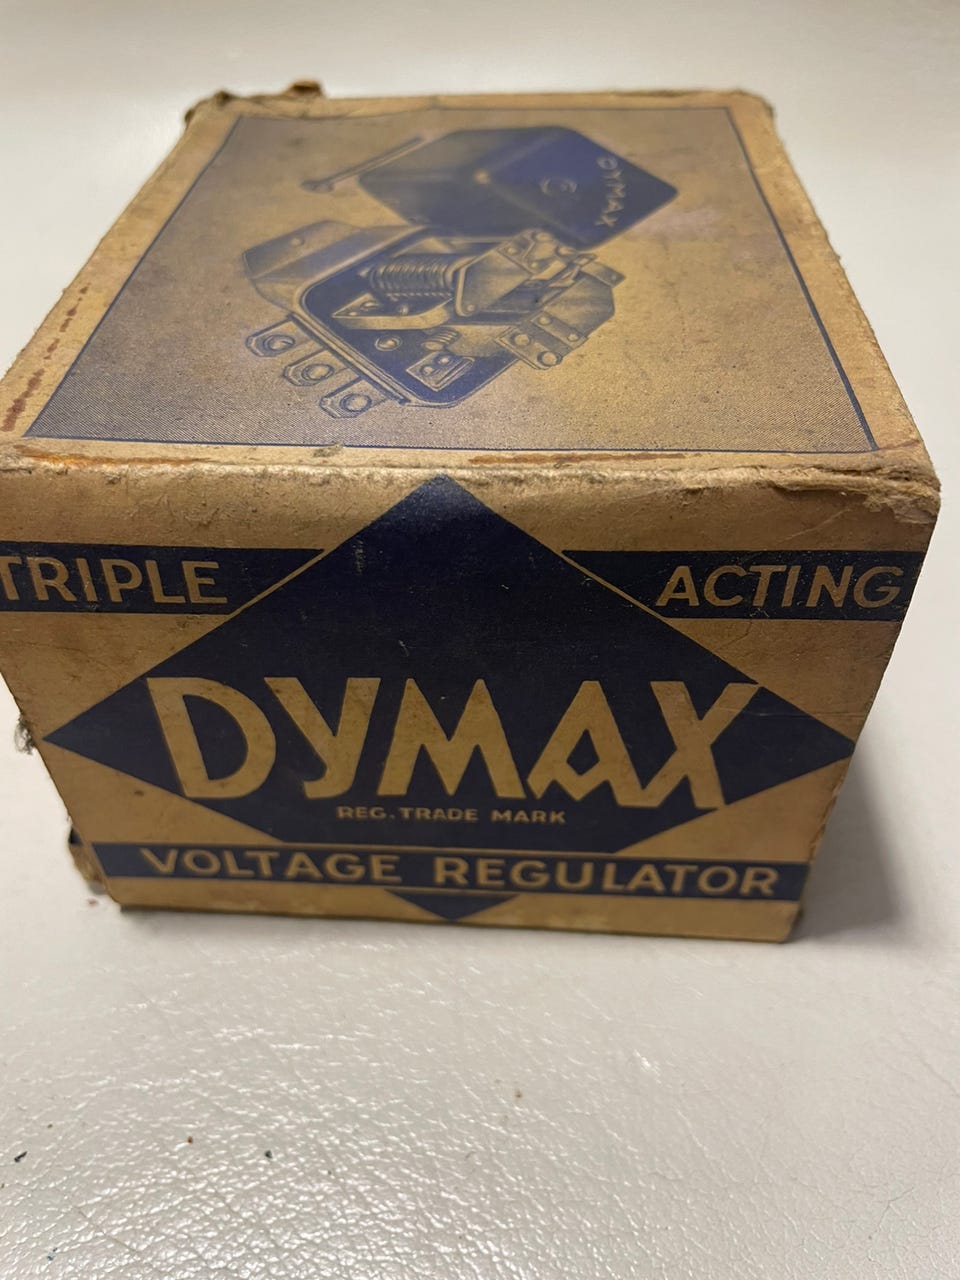 DYMAX
TRIPLE ACTING
DYMAX
REG. TRADE MARK
VOLTAGE REGULATOR